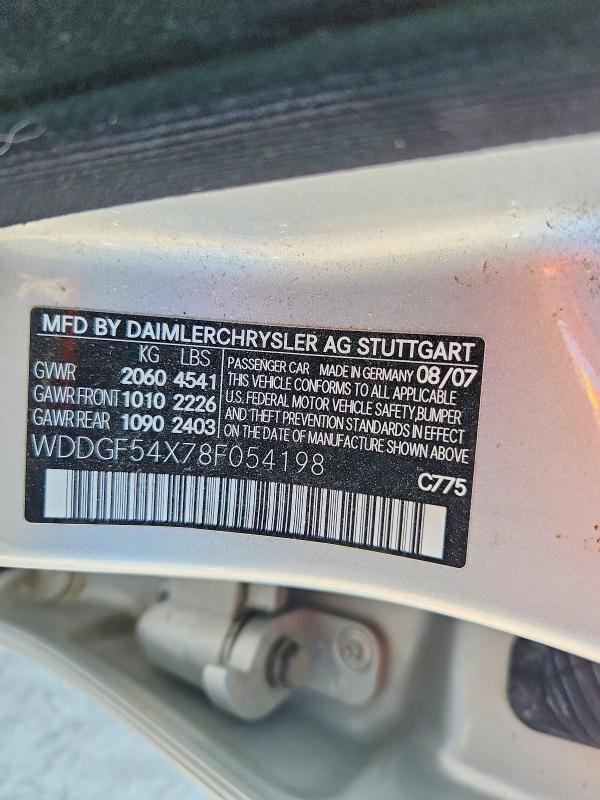 MFD BY DAIMLERCHRYSLER AG STUTTGART
KG LBS
GVWR 2060 4541
GAWR FRONT 1010 2226
GAWR REAR 1090 2403
PASSENGER CAR MADE IN GERMANY 08/07
THIS VEHICLE CONFORMS TO ALL APPLICABLE
U.S. FEDERAL MOTOR VEHICLE SAFETY, BUMPER
AND THEFT PREVENTION STANDARDS IN EFFECT
ON THE DATE OF MANUFACTURE SHOWN ABOVE
WDDGF54X78F054198
C775